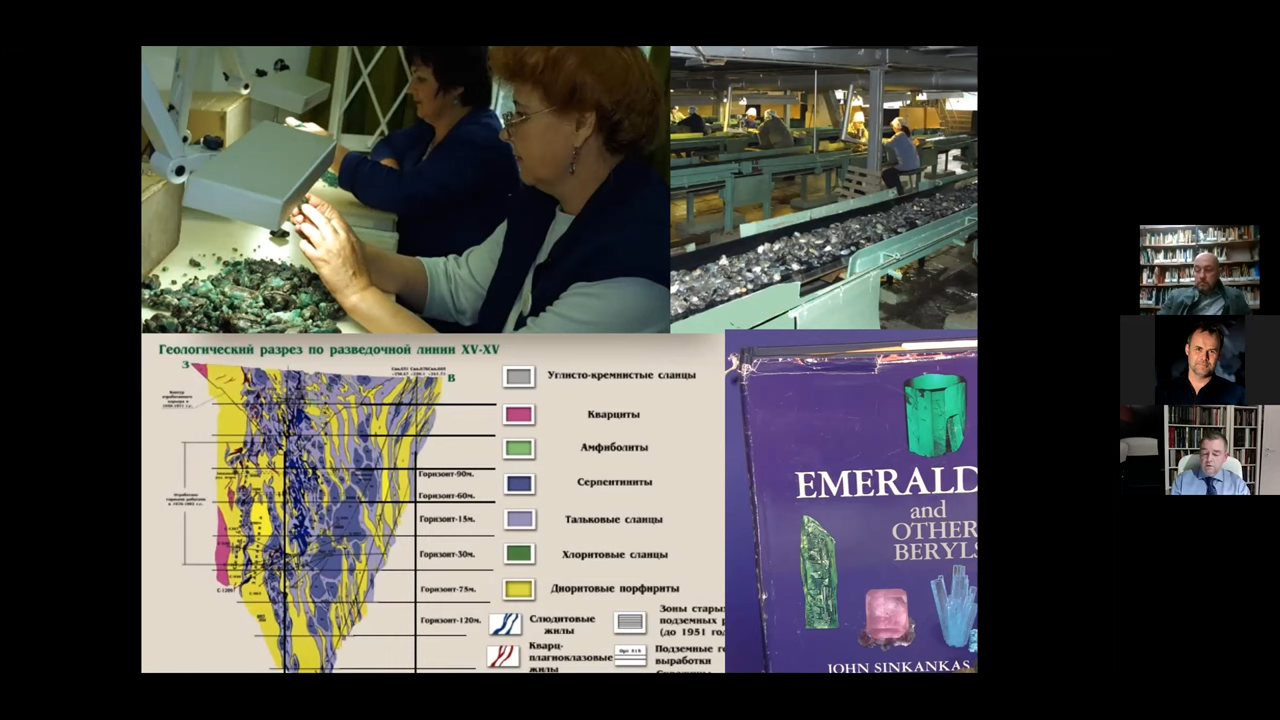 Геологический разрез по разведочной линии XV-XV
З
В
Углисто-кремнистые сланцы
Кварциты
Амфиболиты
Горизонт-90м.
Серпентиниты
Горизонт-60м.
Горизонт-15м.
Тальковые сланцы
Горизонт-30м.
Хлоритовые сланцы
Горизонт-75м.
Диоритовые порфириты
Горизонт-120м.
Слюдитовые
жилы
Зоны стары
подземных р
(до 1951 го
Кварц-
плагиоклазовые
жилы
Подземные г
выработки
EMERALD
and
OTHER
BERYLS
JOHN SINKANKAS